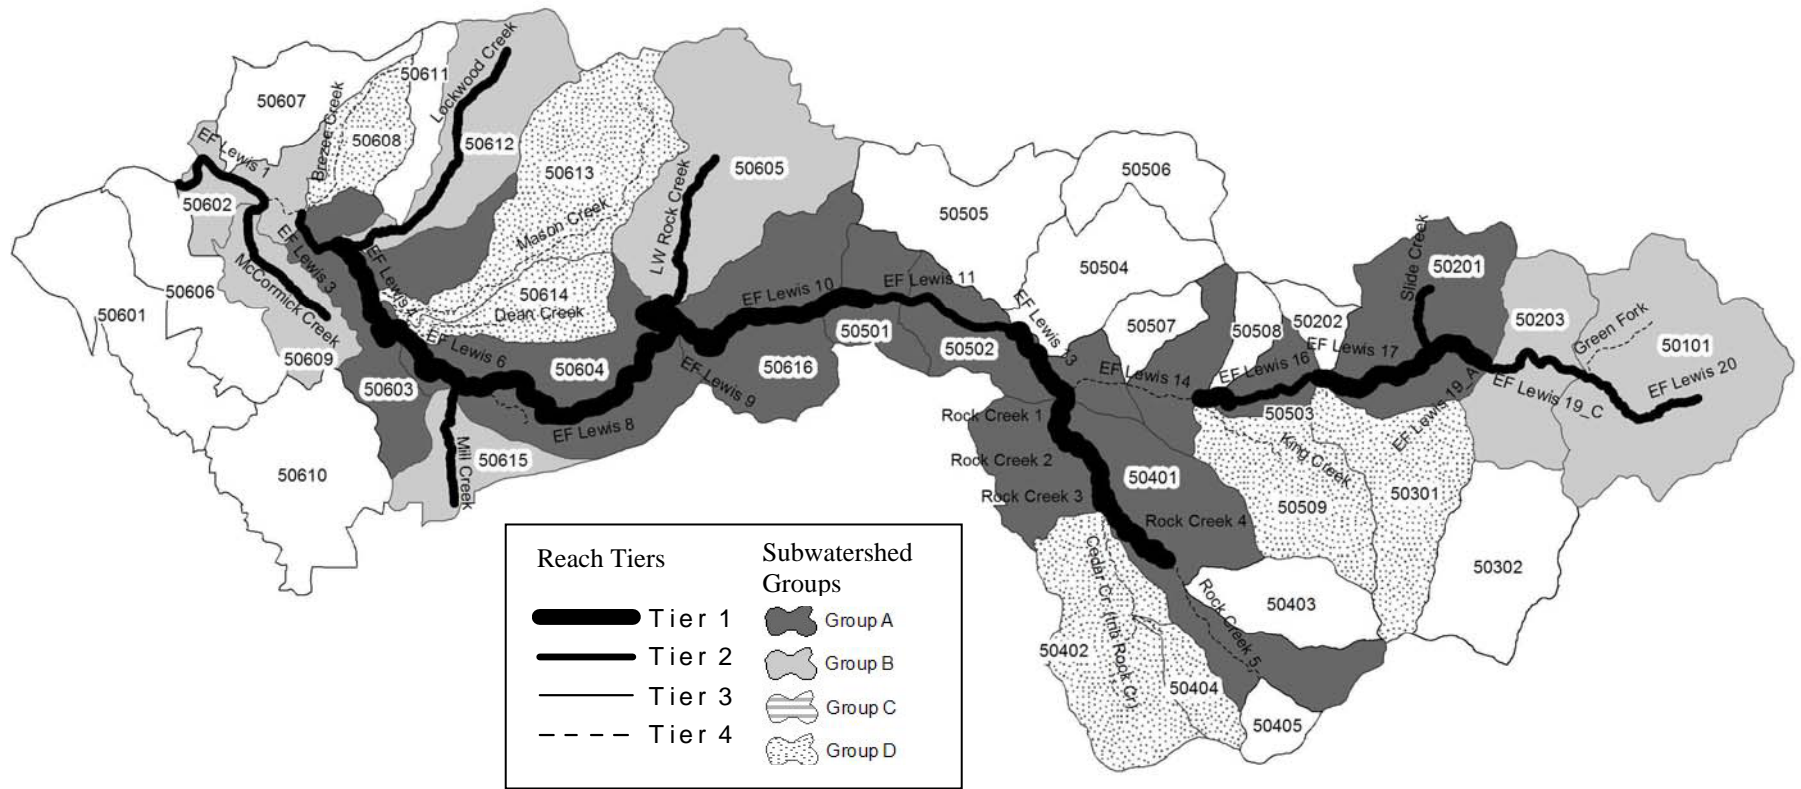 50611
Lockwood Creek
50607
Brezee Creek
50608
EF Lewis 1
50612
50613
50605
50506
50602
LW Rock Creek
50505
Mason Creek
EF Lewis 3
EF Lewis 4
Slide Creek
50201
McCormick Creek
50606
50601
50614
Dean Creek
EF Lewis 10
EF Lewis 11
50504
EF Lewis 13
50507
50508
50202
50203
Green Fork
50101
50501
50502
EF Lewis 6
50609
50603
50604
50616
EF Lewis 9
EF Lewis 14
EF Lewis 16
EF Lewis 17
EF Lewis 19_A
EF Lewis 19_C
EF Lewis 20
EF Lewis 8
Rock Creek 1
50503
King Creek
50610
Mill Creek
50615
Rock Creek 2
50401
Rock Creek 3
Rock Creek 4
50509
50301
50302
Cedar Cr (trib Rock Cr)
50402
50403
Rock Creek 5
50404
50405
Reach Tiers
Tier 1
Tier 2
Tier 3
Tier 4
Subwatershed
Groups
Group A
Group B
Group C
Group D